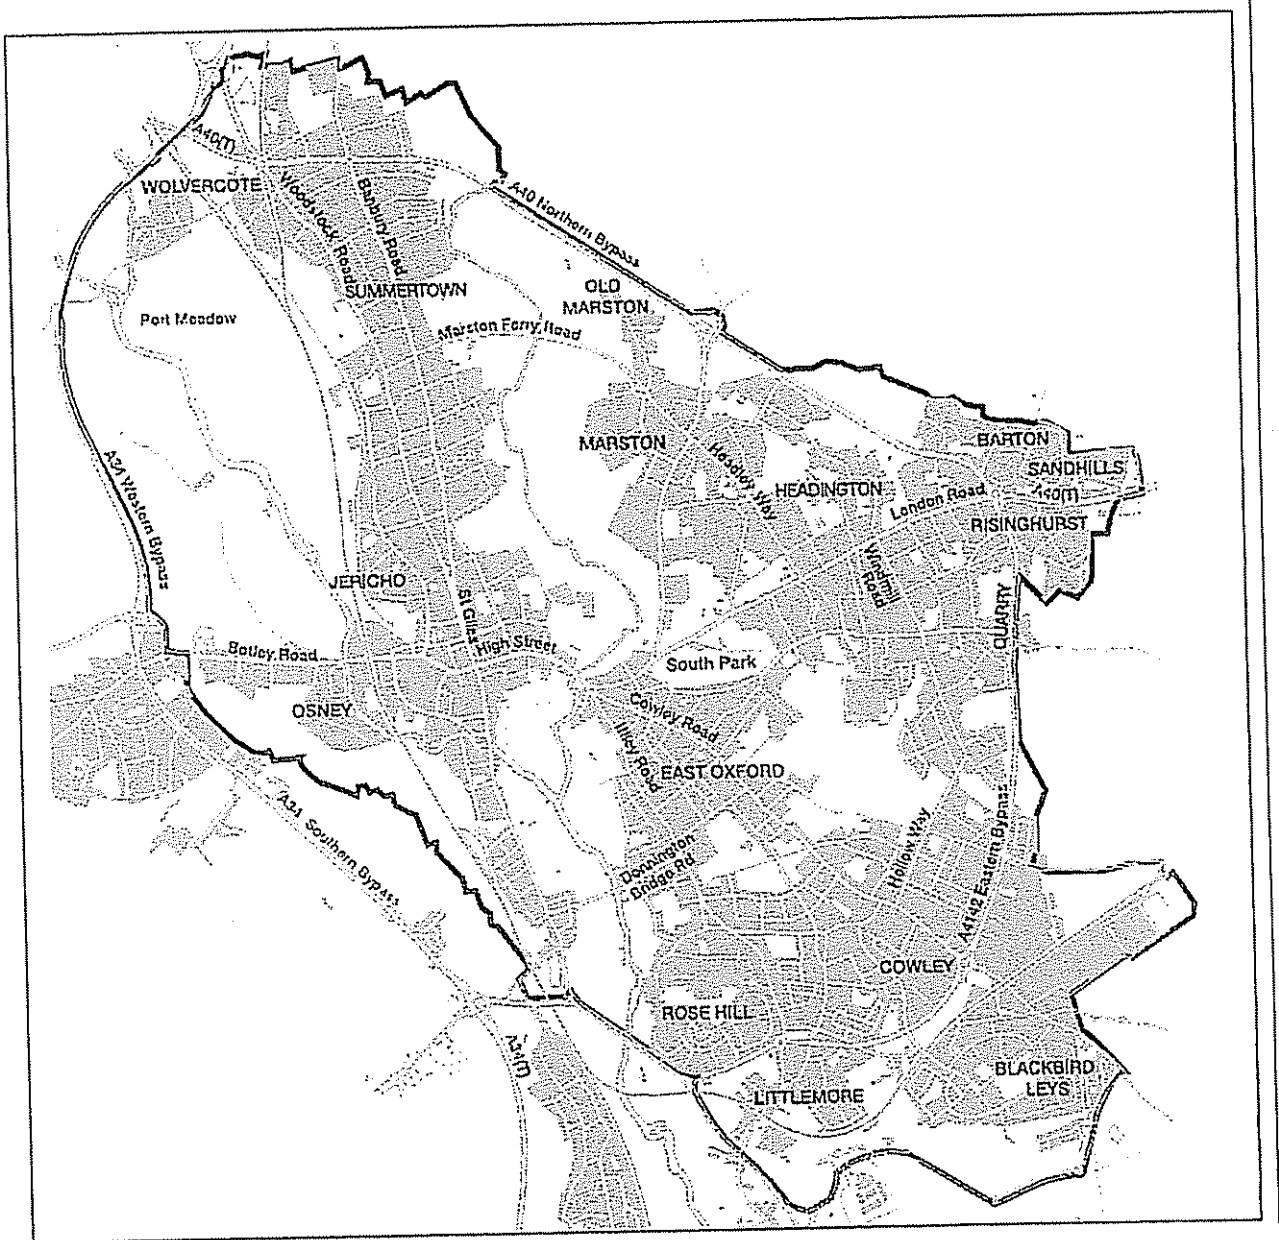 A40(T)
WOLVERCOTE
Woodstock Road
Banbury Road
A40 Northern Bypass
SUMMERTOWN
OLD
MARSTON
Port Meadow
Marston Ferry Road
MARSTON
Headley Way
BARTON
SANDHILLS
A40(T)
HEADINGTON
London Road
RISINGHURST
A34 Western Bypass
JERICHO
Windmill
Road
QUARRY
St Giles
High Street
Botley Road
South Park
OSNEY
Cowley Road
Iffley Road
EAST OXFORD
A34 Southern Bypass
Donnington
Bridge Rd
Hollow Way
A4142 Eastern Bypass
COWLEY
ROSE HILL
A34(T)
BLACKBIRD
LEYS
LITTLEMORE